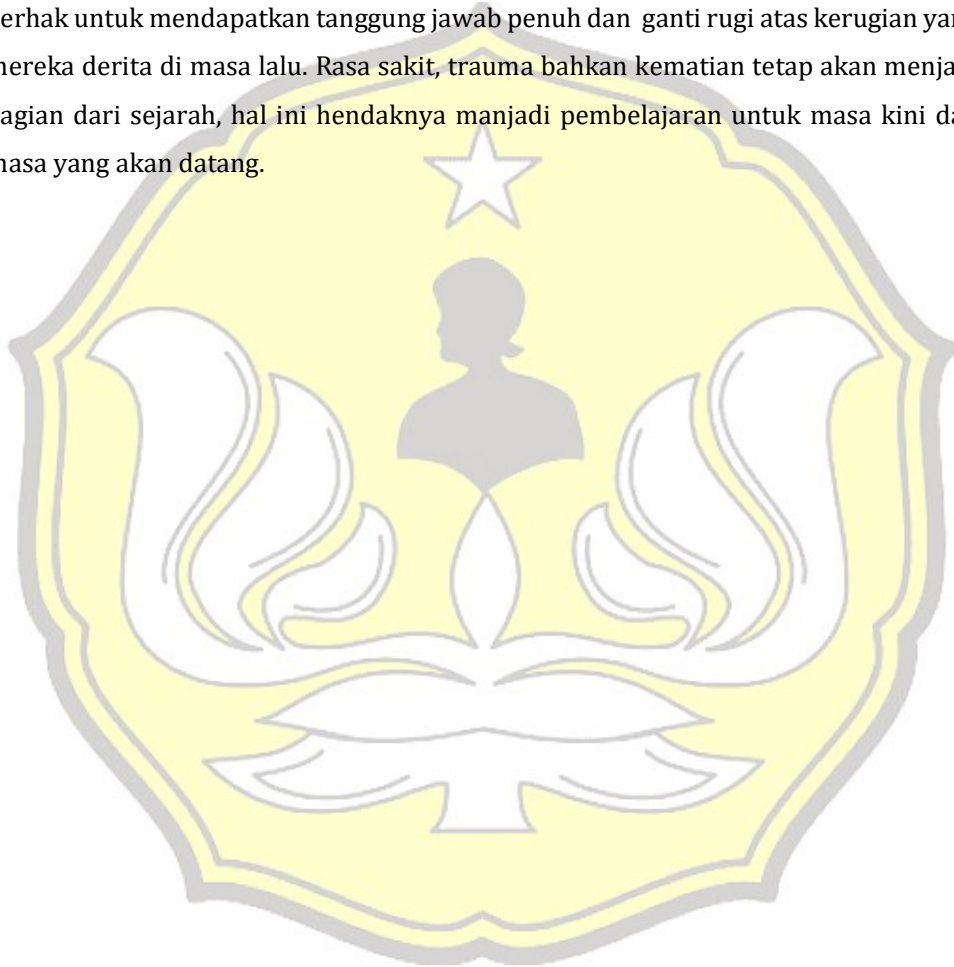 erhak untuk mendapatkan tanggung jawab penuh dan ganti rugi atas kerugian yan
nereka derita di masa lalu. Rasa sakit, trauma bahkan kematian tetap akan menja
agian dari sejarah, hal ini hendaknya manjadi pembelajaran untuk masa kini da
nasa yang akan datang.